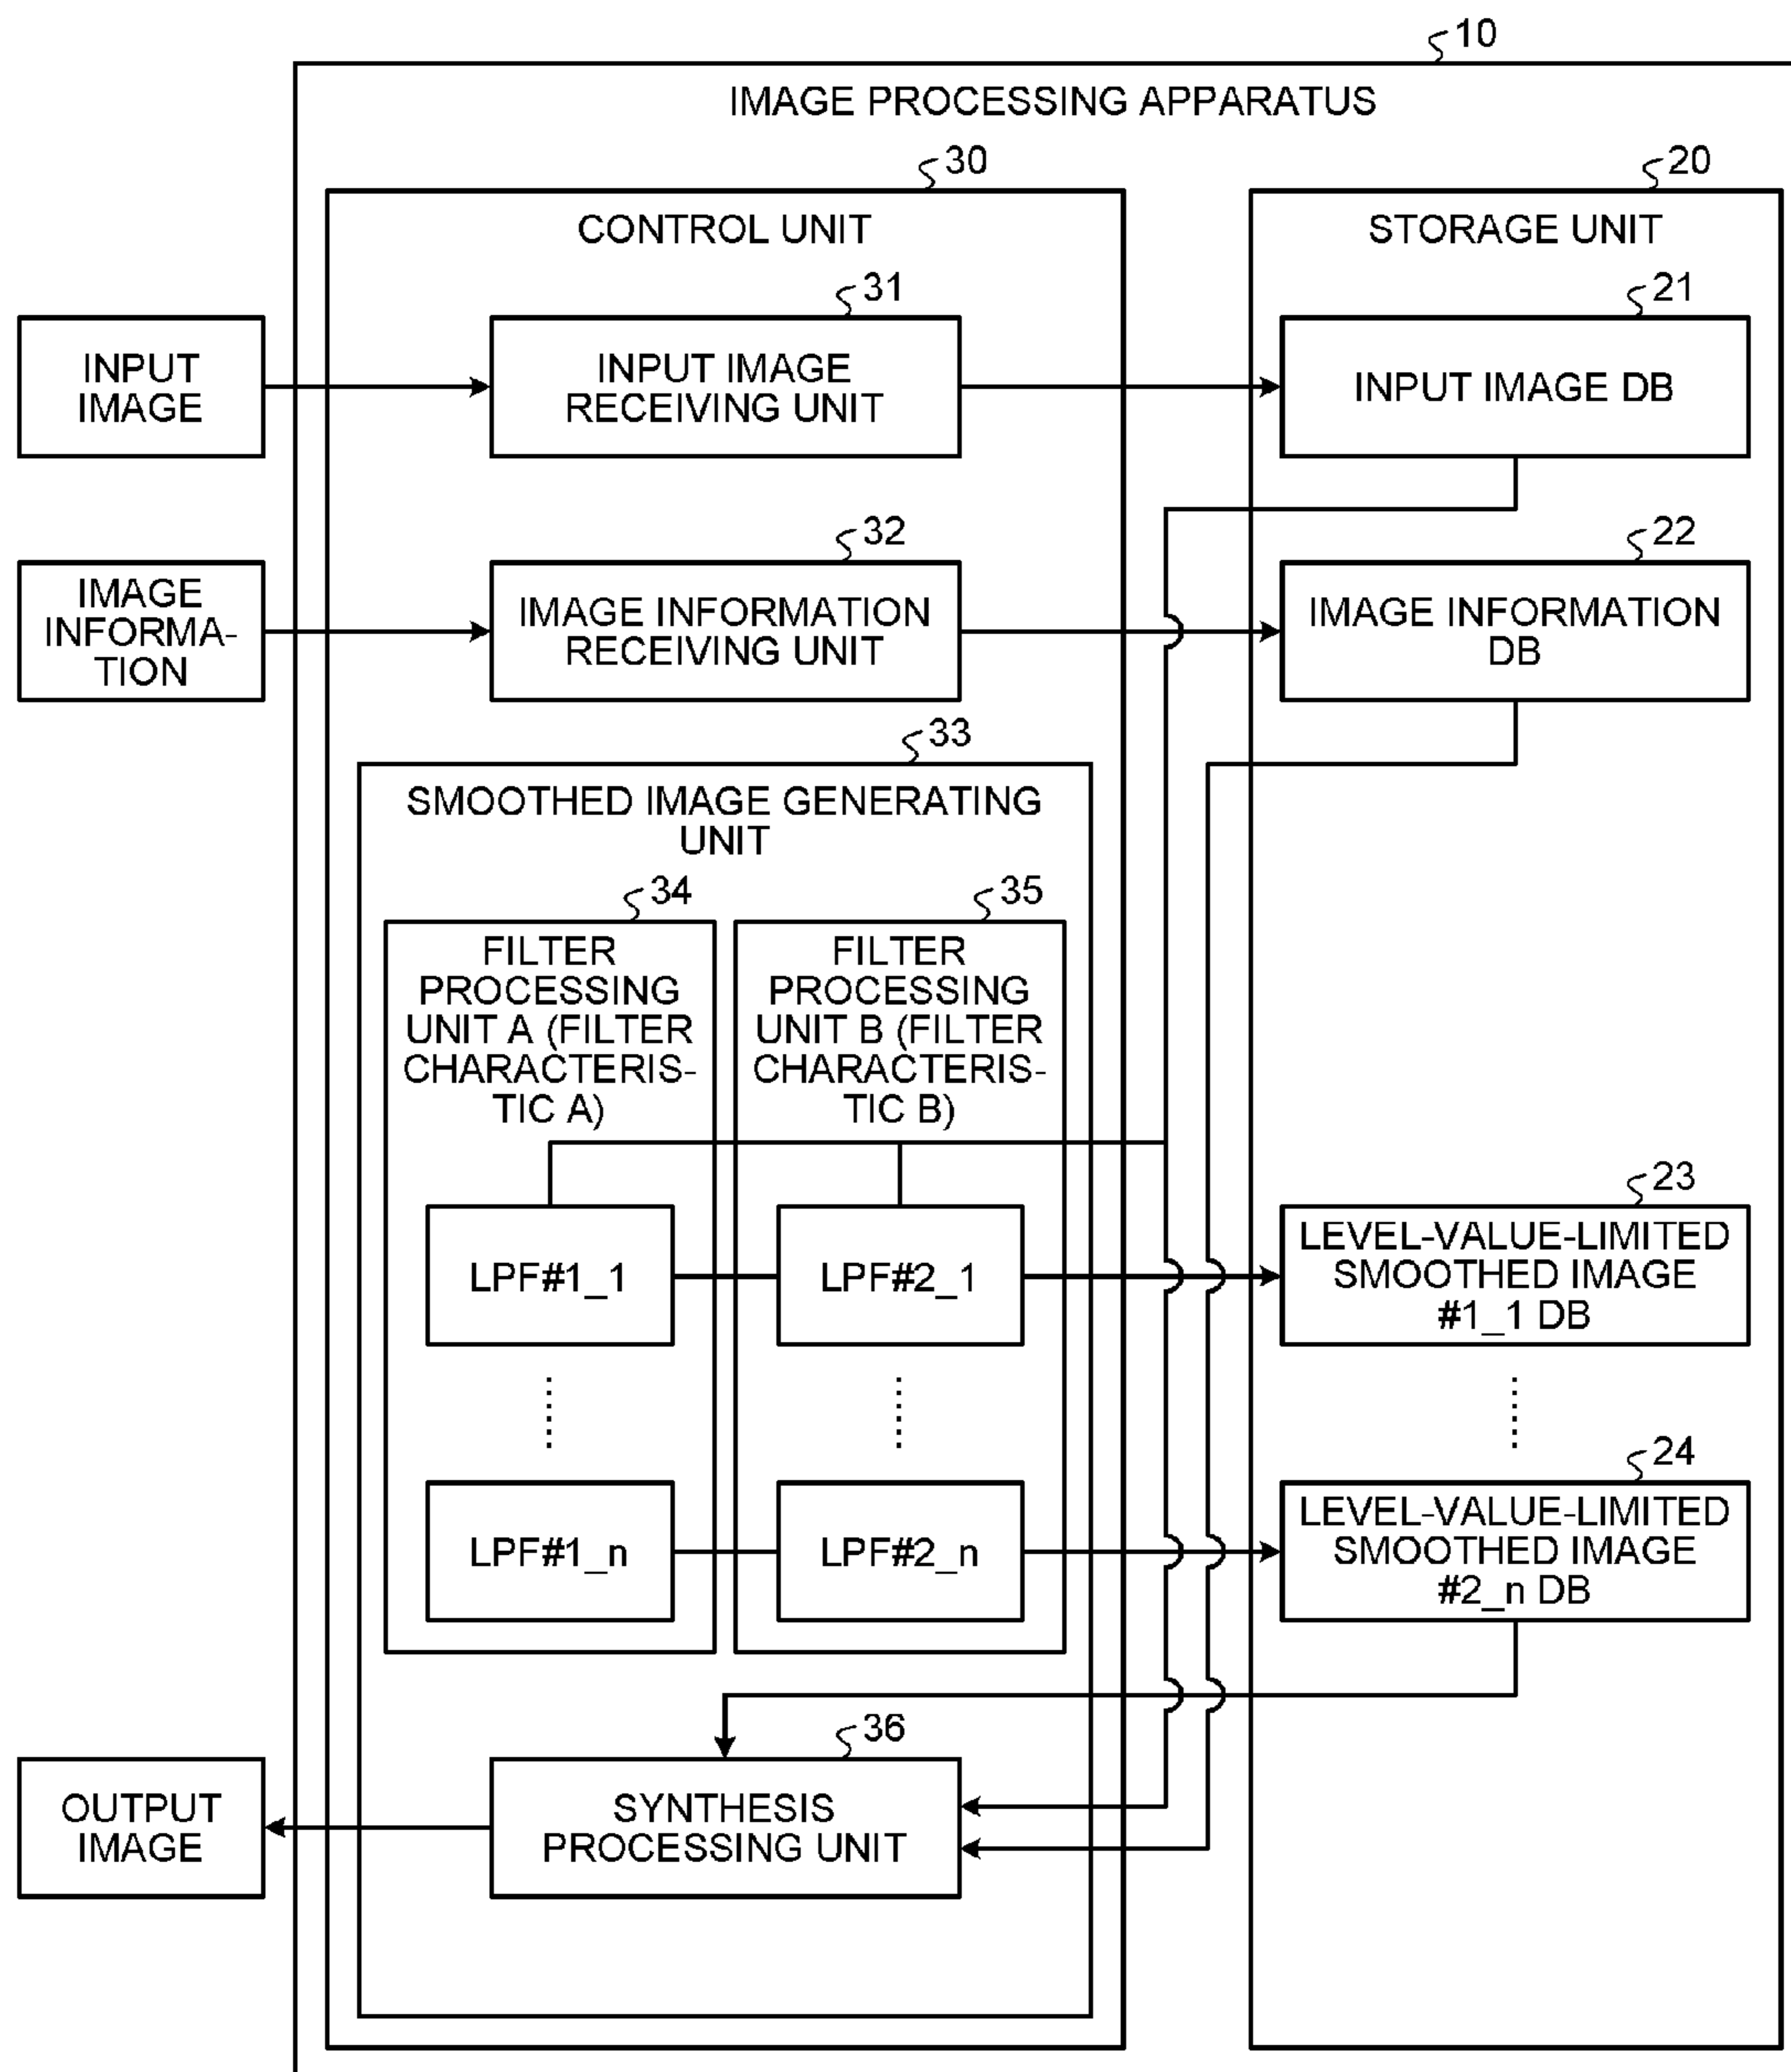 10
IMAGE PROCESSING APPARATUS
30
20
CONTROL UNIT
STORAGE UNIT
31
21
INPUT
IMAGE
INPUT IMAGE
RECEIVING UNIT
INPUT IMAGE DB
32
22
IMAGE
INFORMA-
TION
IMAGE INFORMATION
RECEIVING UNIT
IMAGE INFORMATION
DB
33
SMOOTHED IMAGE GENERATING
UNIT
34
35
FILTER
PROCESSING
UNIT A (FILTER
CHARACTERIS-
TIC A)
FILTER
PROCESSING
UNIT B (FILTER
CHARACTERIS-
TIC B)
23
LPF#1_1
LPF#2_1
LEVEL-VALUE-LIMITED
SMOOTHED IMAGE
#1_1 DB
24
LPF#1_n
LPF#2_n
LEVEL-VALUE-LIMITED
SMOOTHED IMAGE
#2_n DB
36
OUTPUT
IMAGE
SYNTHESIS
PROCESSING UNIT